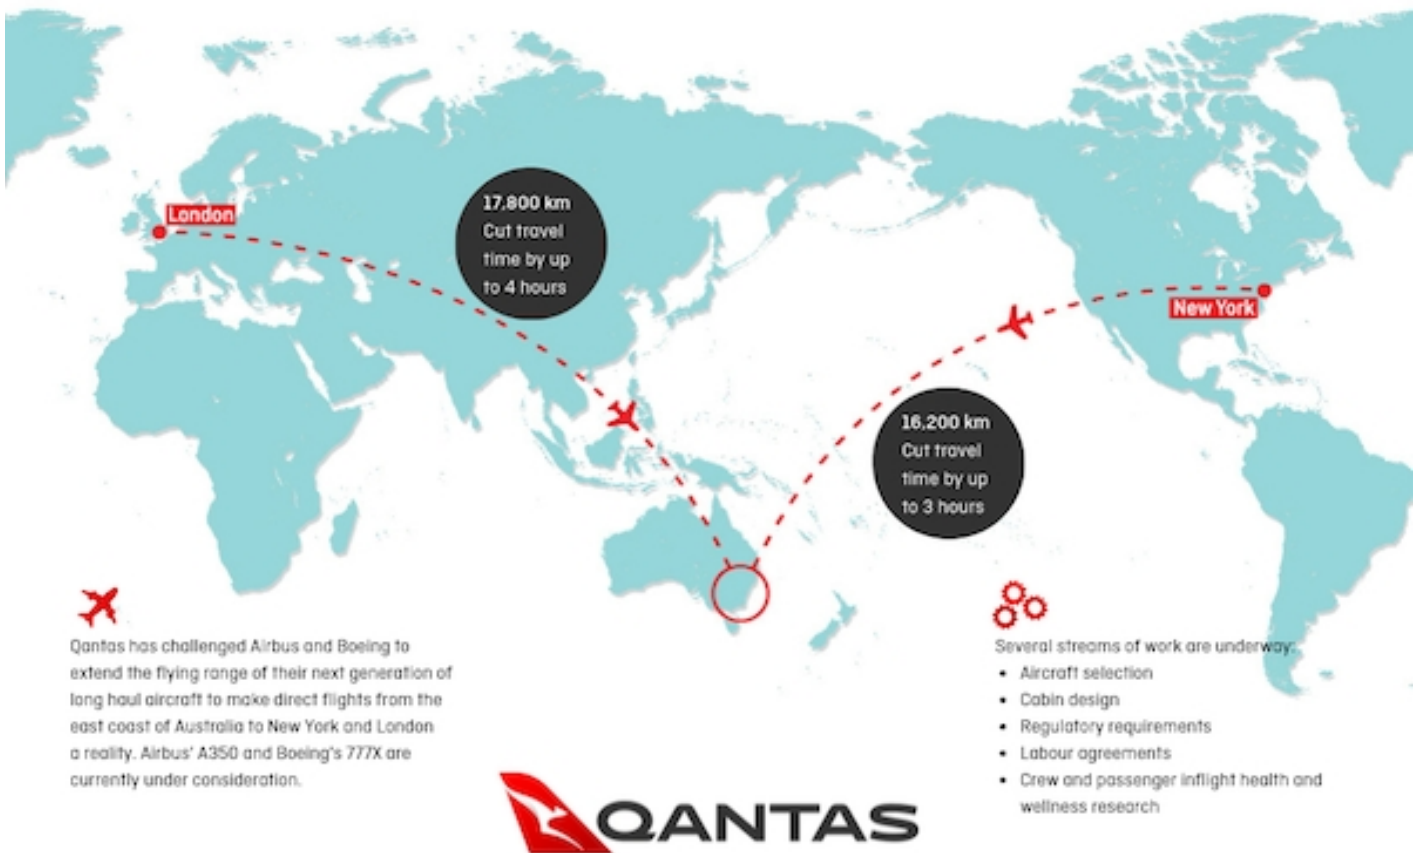 London
17,800 km
Cut travel
time by up
to 4 hours
New York
16,200 km
Cut travel
time by up
to 3 hours
Qantas has challenged Airbus and Boeing to
extend the flying range of their next generation of
long haul aircraft to make direct flights from the
east coast of Australia to New York and London
a reality. Airbus' A350 and Boeing's 777X are
currently under consideration.
Several streams of work are underway:
• Aircraft selection
• Cabin design
• Regulatory requirements
• Labour agreements
• Crew and passenger inflight health and
wellness research
QANTAS